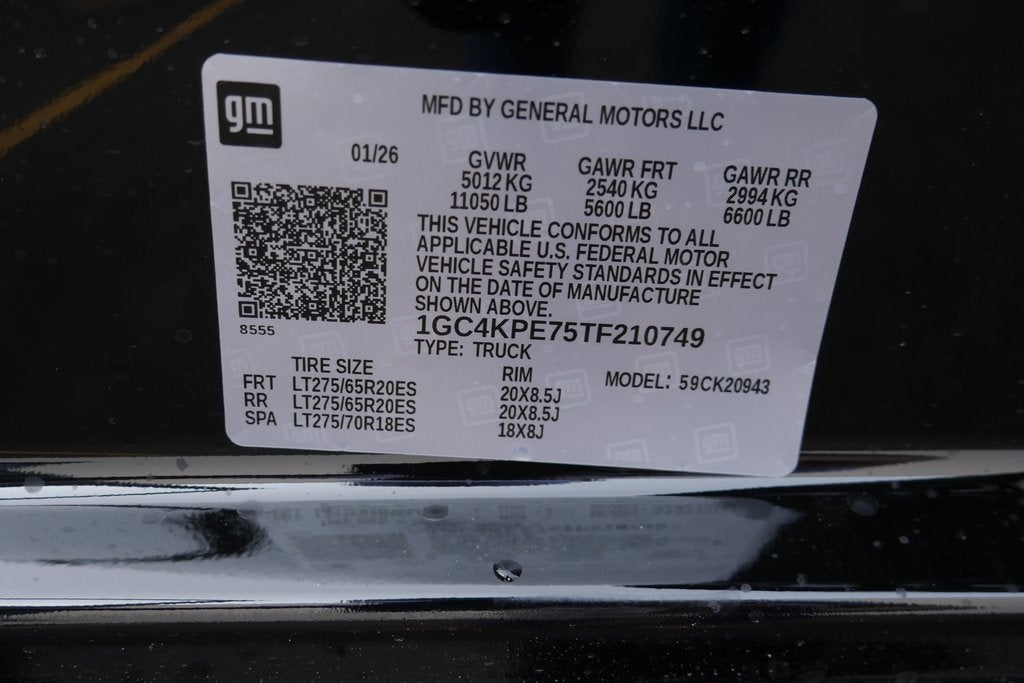 gm
MFD BY GENERAL MOTORS LLC
01/26
GVWR GAWR FRT GAWR RR
5012 KG 2540 KG 2994 KG
11050 LB 5600 LB 6600 LB
THIS VEHICLE CONFORMS TO ALL
APPLICABLE U.S. FEDERAL MOTOR
VEHICLE SAFETY STANDARDS IN EFFECT
ON THE DATE OF MANUFACTURE
SHOWN ABOVE.
8555
1GC4KPE75TF210749
TYPE: TRUCK
TIRE SIZE RIM MODEL: 59CK20943
FRT LT275/65R20ES 20X8.5J
RR LT275/65R20ES 20X8.5J
SPA LT275/70R18ES 18X8J